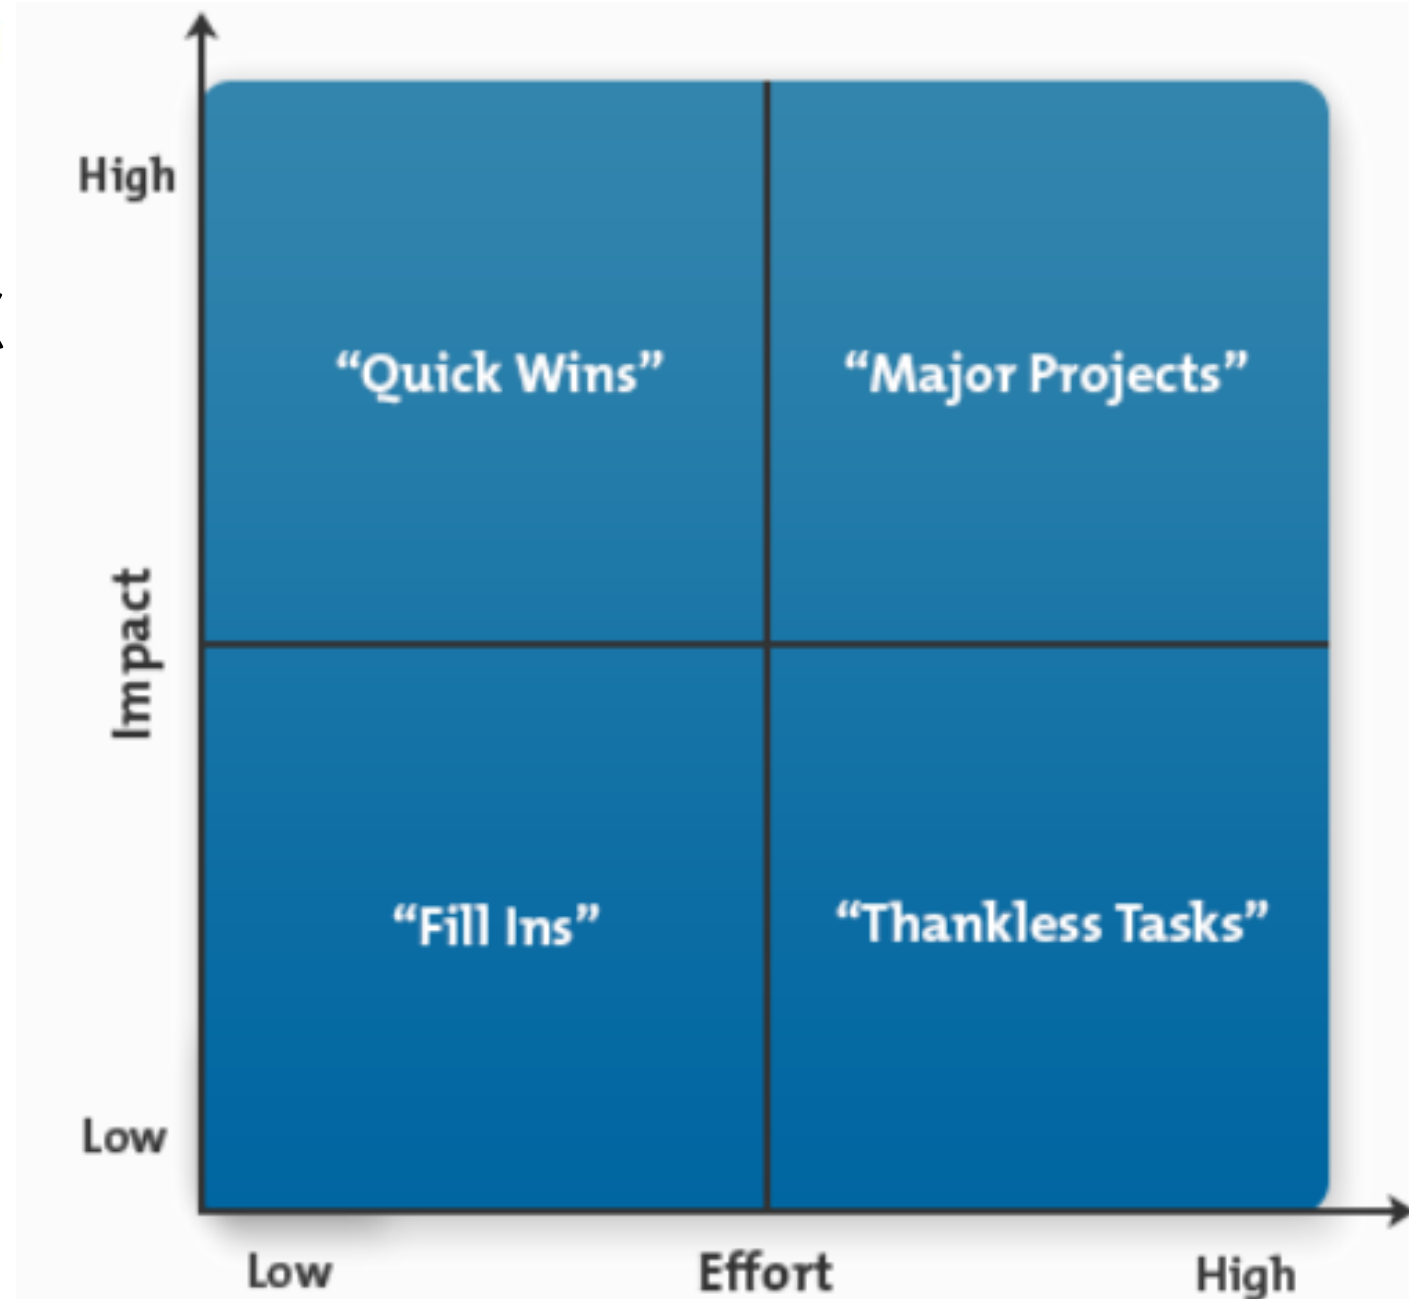 High
“Quick Wins”
“Major Projects”
Impact
“Fill Ins”
“Thankless Tasks”
Low
Low
Effort
High